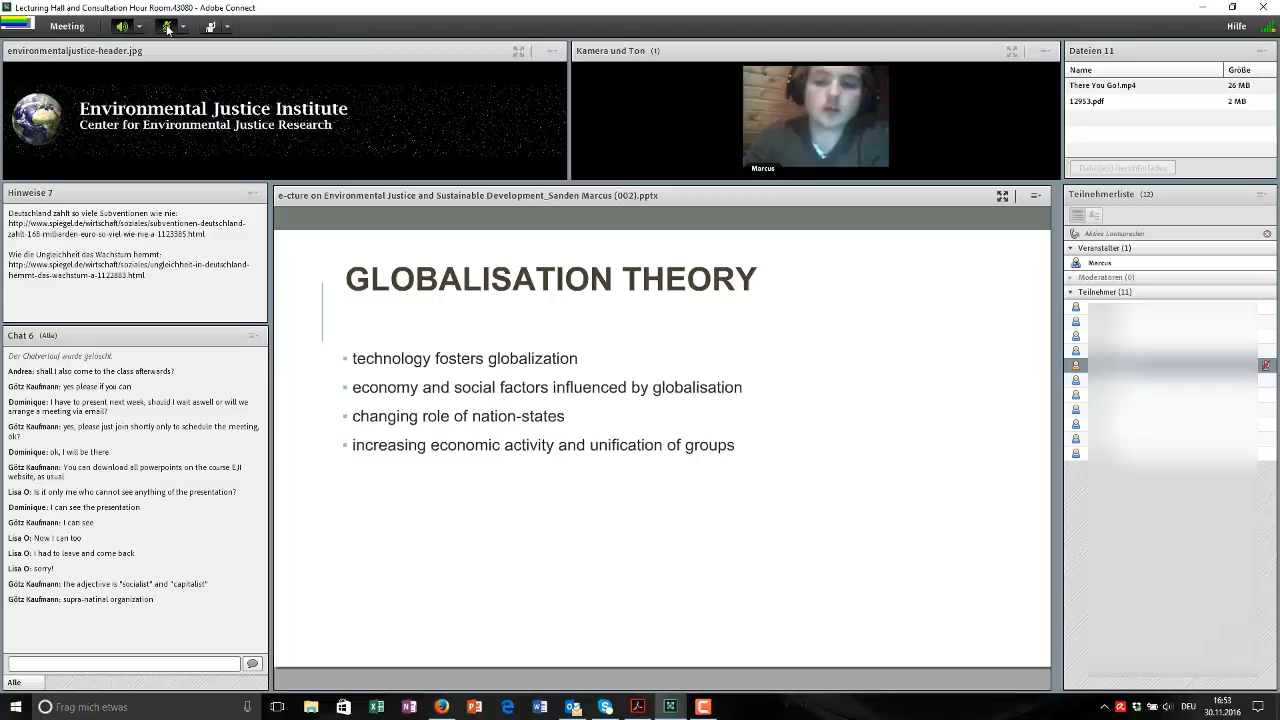 Lecturing Hall and Consultation Hour Room.43080 - Adobe Connect
Meeting
Hilfe
environmentaljustice-header.jpg
Environmental Justice Institute
Center for Environmental Justice Research
Kamera und Ton (1)
Marcus
Dateien 11
Name
Größe
There You Go!.mp4
26 MB
12953.pdf
2 MB
Datei(en) herunterladen
Hinweise 7
Deutschland zahlt so viele Subventionen wie nie:
http://www.spiegel.de/wirtschaft/soziales/subventionen-deutschland-
zahlt-168-milliarden-euro-so-viel-wie-nie-a-1123385.html.
Wie die Ungleichheit das Wachstum hemmt:
http://www.spiegel.de/wirtschaft/soziales/ungleichheit-in-deutschland-
hemmt-das-wachstum-a-1122883.html.
Chat 6 (Alle)
Der Chatverlauf wurde gelöscht.
Andrea: shall I also come to the class afterwards?
Götz Kaufmann: yes please if you can
Dominique: I have to present next week, should I wait aswell or will we
arrange a meeting via email?
Götz Kaufmann: yes, please just join shortly only to schedule the meeting,
ok?
Dominique: ok, I will be there
Götz Kaufmann: You can download all powerpoints on the course EJI
website, as usual
Lisa O: Is it only me who cannot see anything of the presentation?
Dominique: I can see the presentation
Götz Kaufmann: I can see
Lisa O: Now I can too
Lisa O: i had to leave and come back
Lisa O: sorry!
Götz Kaufmann: the adjective is "socialist" and "capitalist"
Götz Kaufmann: supra-natinal organization
Alle
e-cture on Environmental Justice and Sustainable Development_Sanden Marcus (002).pptx
GLOBALISATION THEORY
technology fosters globalization
economy and social factors influenced by globalisation
changing role of nation-states
increasing economic activity and unification of groups
Teilnehmerliste (12)
Aktive Lautsprecher
Veranstalter (1)
Marcus
Moderatoren (0)
Teilnehmer (11)
Frag mich etwas
DEU
16:53
30.11.2016